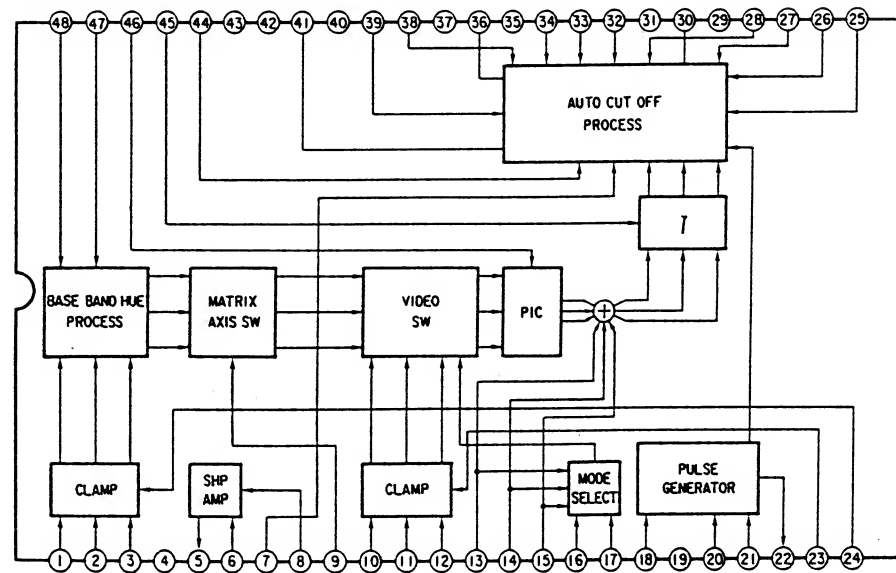 48 47 46 45 44 43 42 41 40 39 38 37 36 35 34 33 32 31 30 29 28 27 26 25
AUTO CUT OFF
PROCESS
γ
BASE BAND HUE
PROCESS
MATRIX
AXIS SW
VIDEO
SW
PIC
+
CLAMP
SHP
AMP
CLAMP
MODE
SELECT
PULSE
GENERATOR
1 2 3 4 5 6 7 8 9 10 11 12 13 14 15 16 17 18 19 20 21 22 23 24